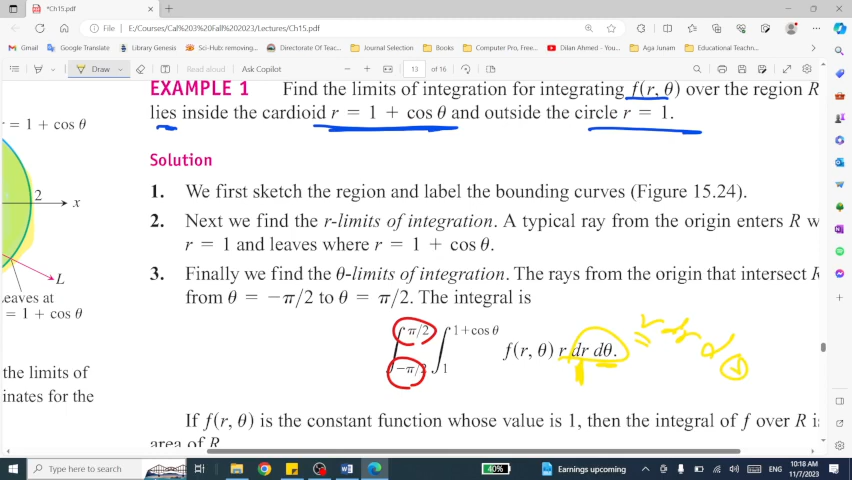 *Ch15.pdf
File
E:/Courses/Cal%203%20Fall%202023/Lectures/Ch15.pdf
Gmail Google Translate Library Genesis Sci-Hub: removing... Directorate Of Teac... Journal Selection Books Computer Prog, Free... Dilan Ahmed - Out... Aga Junam Educational Teachn...
Draw Read aloud Ask Copilot 13 of 16
EXAMPLE 1 Find the limits of integration for integrating f(r, θ) over the region R
lies inside the cardioid r = 1 + cos θ and outside the circle r = 1.
r = 1 + cos θ
Solution
1. We first sketch the region and label the bounding curves (Figure 15.24).
2 x
2. Next we find the r-limits of integration. A typical ray from the origin enters R w
r = 1 and leaves where r = 1 + cos θ.
3. Finally we find the θ-limits of integration. The rays from the origin that intersect R
L
eaves at
from θ = −π/2 to θ = π/2. The integral is
= 1 + cos θ
∫_{−π/2}^{π/2} ∫_{1}^{1+cos θ} f(r, θ) r dr dθ.
the limits of
inates for the
If f(r, θ) is the constant function whose value is 1, then the integral of f over R i
area of R
Type here to search
40%
Earnings upcoming
10:18 AM
11/7/2023